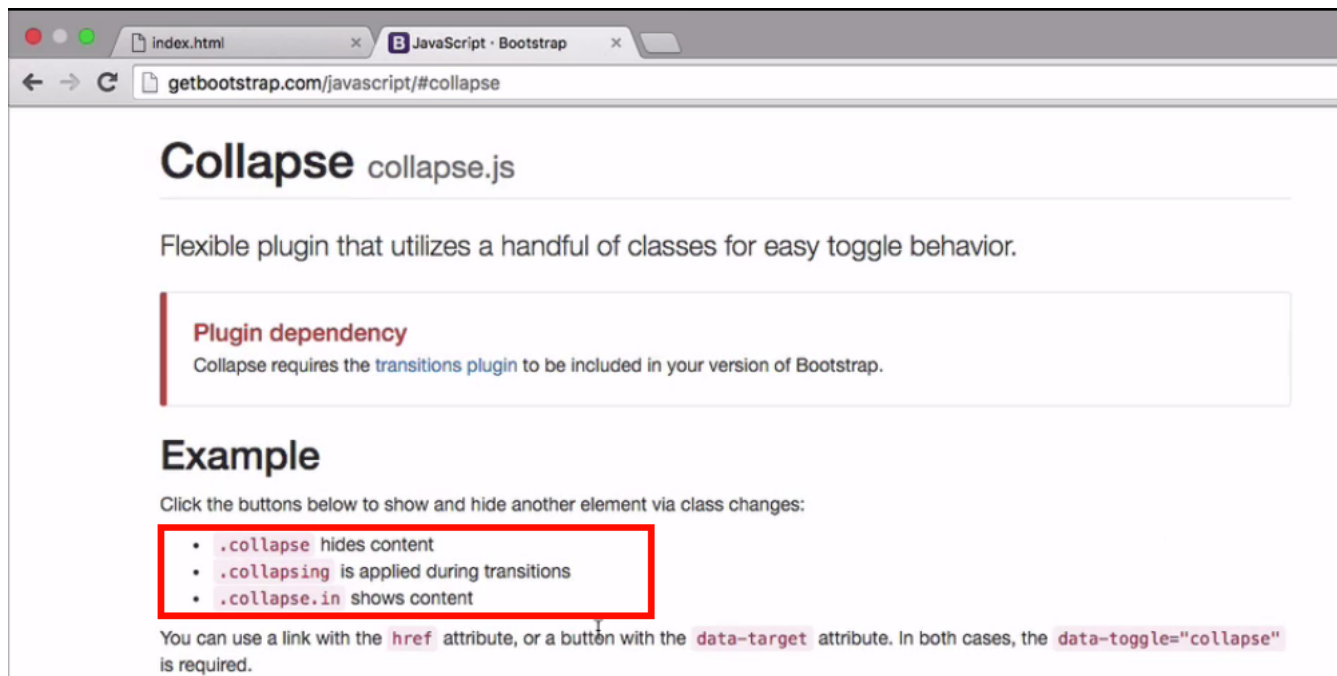 index.html
JavaScript · Bootstrap
getbootstrap.com/javascript/#collapse
Collapse collapse.js
Flexible plugin that utilizes a handful of classes for easy toggle behavior.
Plugin dependency
Collapse requires the transitions plugin to be included in your version of Bootstrap.
Example
Click the buttons below to show and hide another element via class changes:
• .collapse hides content
• .collapsing is applied during transitions
• .collapse.in shows content
You can use a link with the href attribute, or a button with the data-target attribute. In both cases, the data-toggle="collapse"
is required.